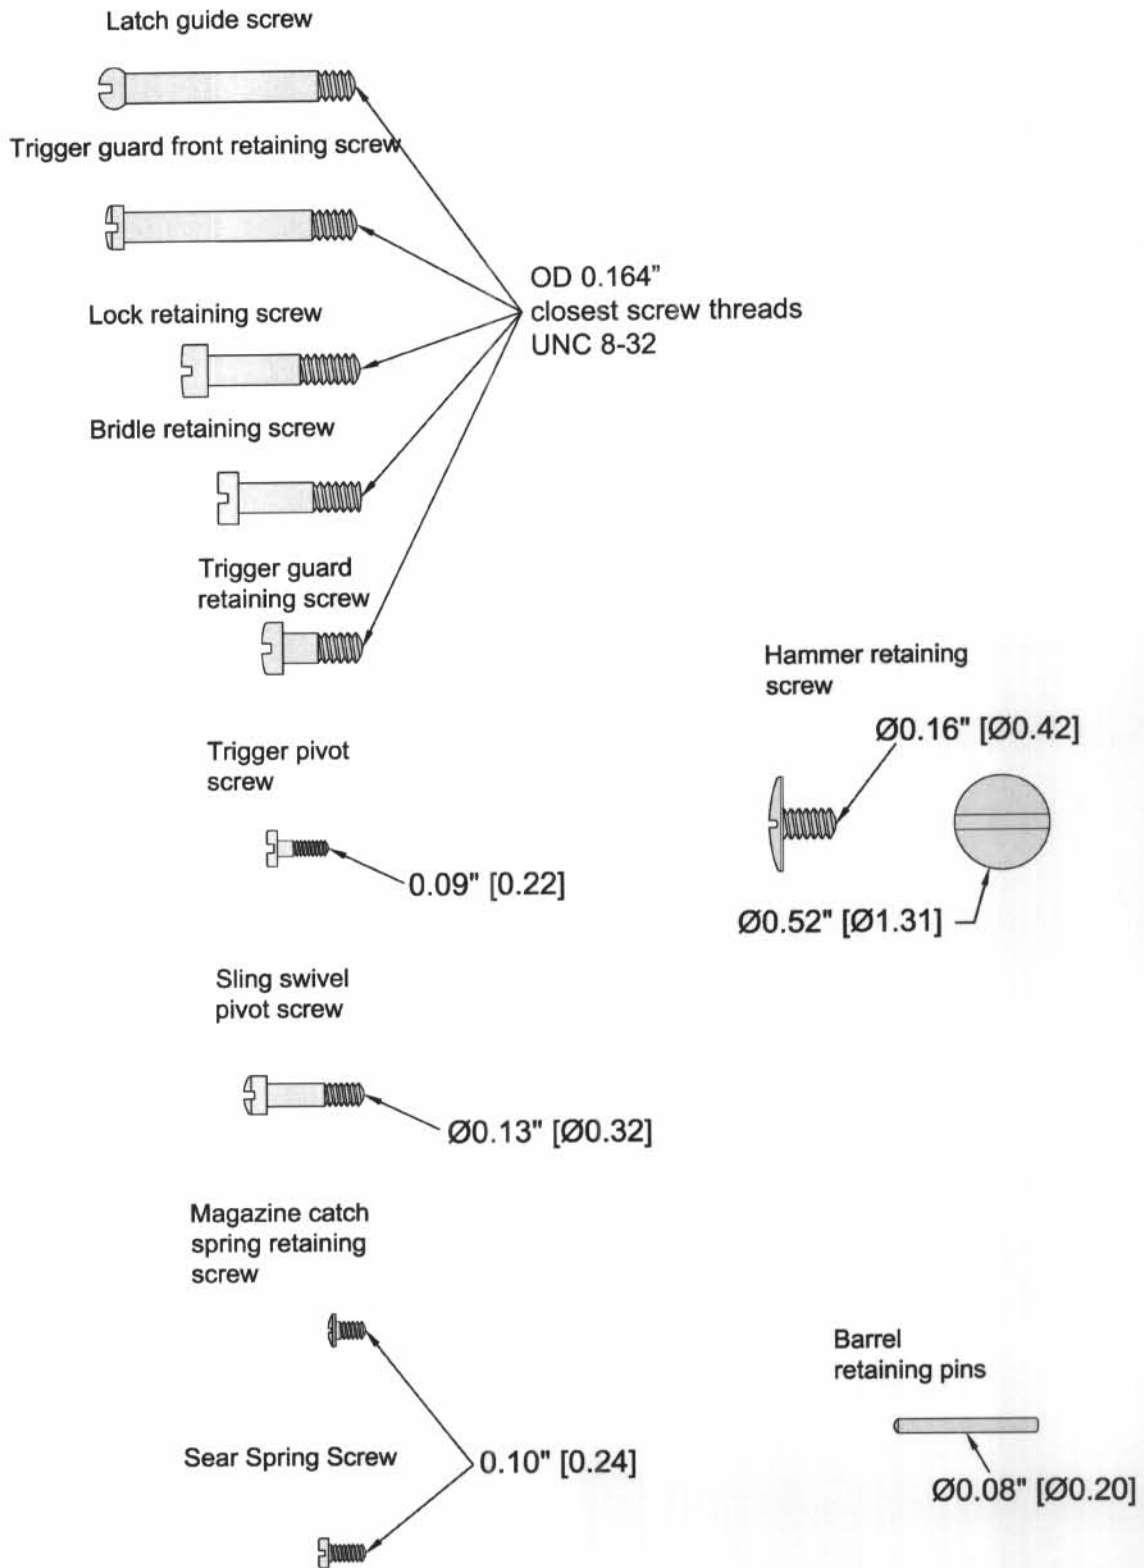 Latch guide screw
Trigger guard front retaining screw
OD 0.164”
closest screw threads
UNC 8-32
Lock retaining screw
Bridle retaining screw
Trigger guard
retaining screw
Hammer retaining
screw
Ø0.16" [Ø0.42]
Ø0.52" [Ø1.31]
Trigger pivot
screw
0.09" [0.22]
Sling swivel
pivot screw
Ø0.13" [Ø0.32]
Magazine catch
spring retaining
screw
Sear Spring Screw
0.10" [0.24]
Barrel
retaining pins
Ø0.08" [Ø0.20]